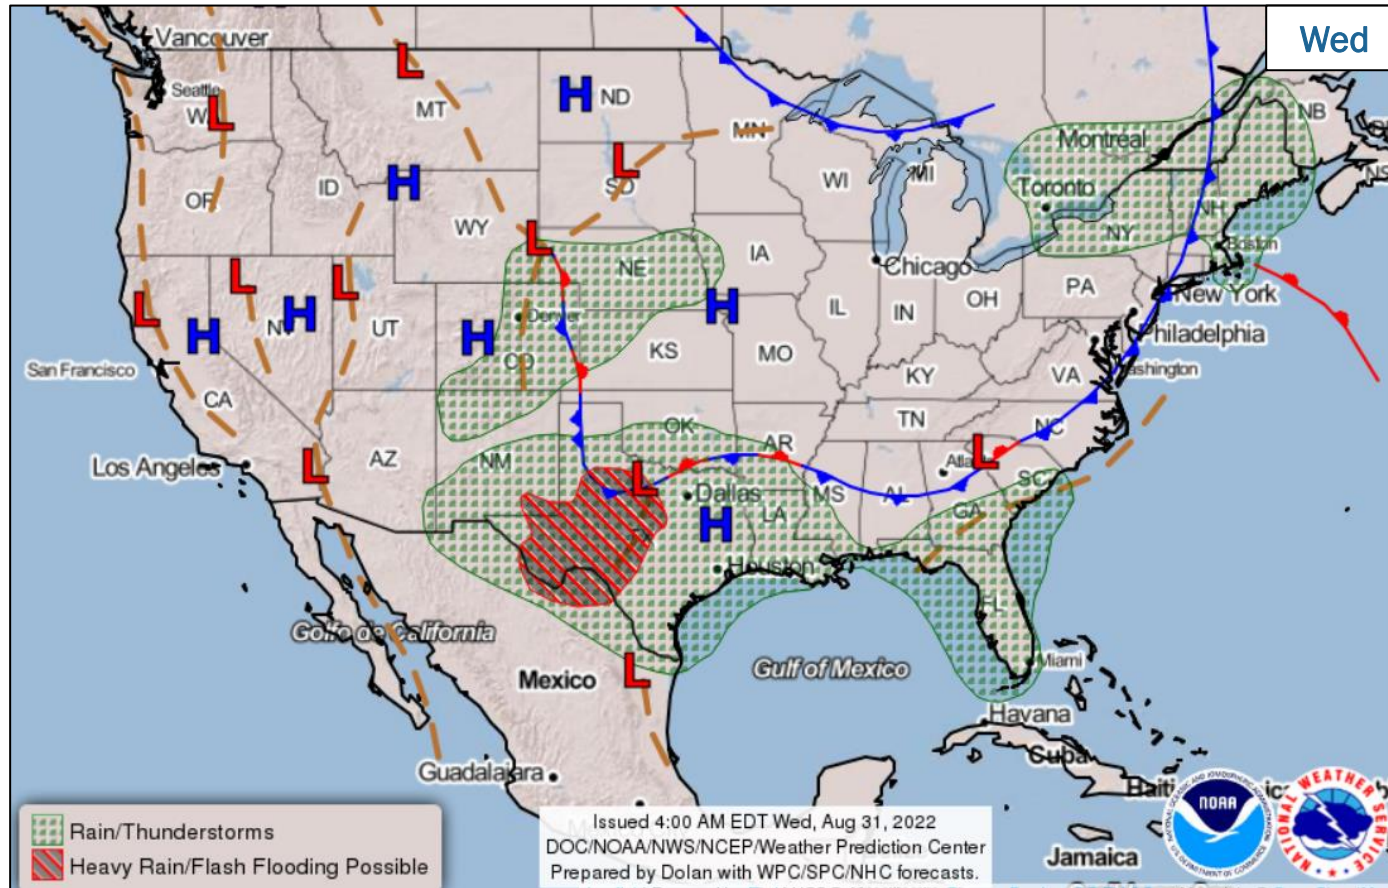 Wed
Vancouver
Seattle
L
W
L
MT
H
ND
MN
NB
Montréal
NS
OR
ID
H
L
SD
WI
MI
Toronto
NH
NY
Boston
WY
L
NE
IA
Chicago
L
NV
L
UT
L
H
H
H
Denver
CO
H
KS
MO
IL
IN
OH
PA
New York
Philadelphia
Washington
San Francisco
CA
KY
VA
TN
NC
OK
AR
Los Angeles
L
AZ
NM
L
Dallas
MS
AL
Atlanta
L
SC
GA
H
LA
Houston
FL
Golfo de California
Gulf of Mexico
Miami
Mexico
L
Havana
Cuba
Guadalajara
Jamaica
NOAA
NATIONAL WEATHER SERVICE
Rain/Thunderstorms
Heavy Rain/Flash Flooding Possible
Issued 4:00 AM EDT Wed, Aug 31, 2022
DOC/NOAA/NWS/NCEP/Weather Prediction Center
Prepared by Dolan with WPC/SPC/NHC forecasts.